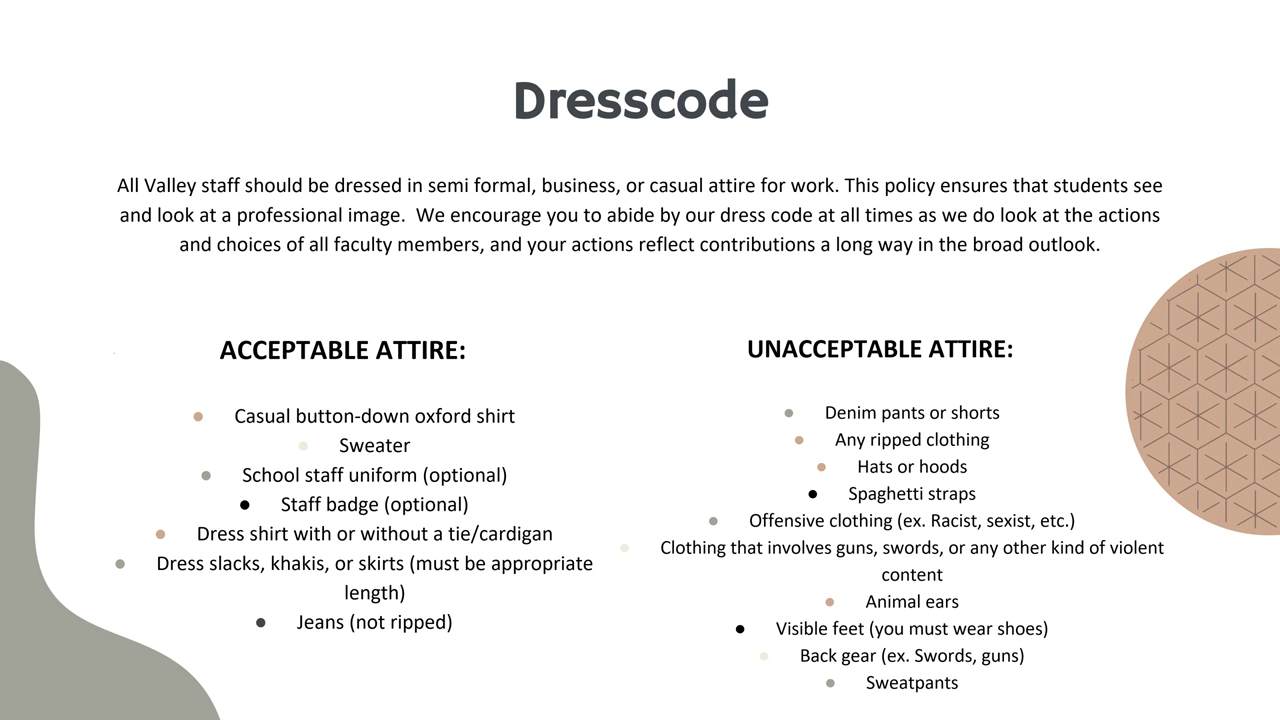 Dresscode
All Valley staff should be dressed in semi formal, business, or casual attire for work. This policy ensures that students see
and look at a professional image.  We encourage you to abide by our dress code at all times as we do look at the actions
and choices of all faculty members, and your actions reflect contributions a long way in the broad outlook.
ACCEPTABLE ATTIRE:
● Casual button-down oxford shirt
● Sweater
● School staff uniform (optional)
● Staff badge (optional)
● Dress shirt with or without a tie/cardigan
● Dress slacks, khakis, or skirts (must be appropriate
length)
● Jeans (not ripped)
UNACCEPTABLE ATTIRE:
● Denim pants or shorts
● Any ripped clothing
● Hats or hoods
● Spaghetti straps
● Offensive clothing (ex. Racist, sexist, etc.)
● Clothing that involves guns, swords, or any other kind of violent
content
● Animal ears
● Visible feet (you must wear shoes)
● Back gear (ex. Swords, guns)
● Sweatpants